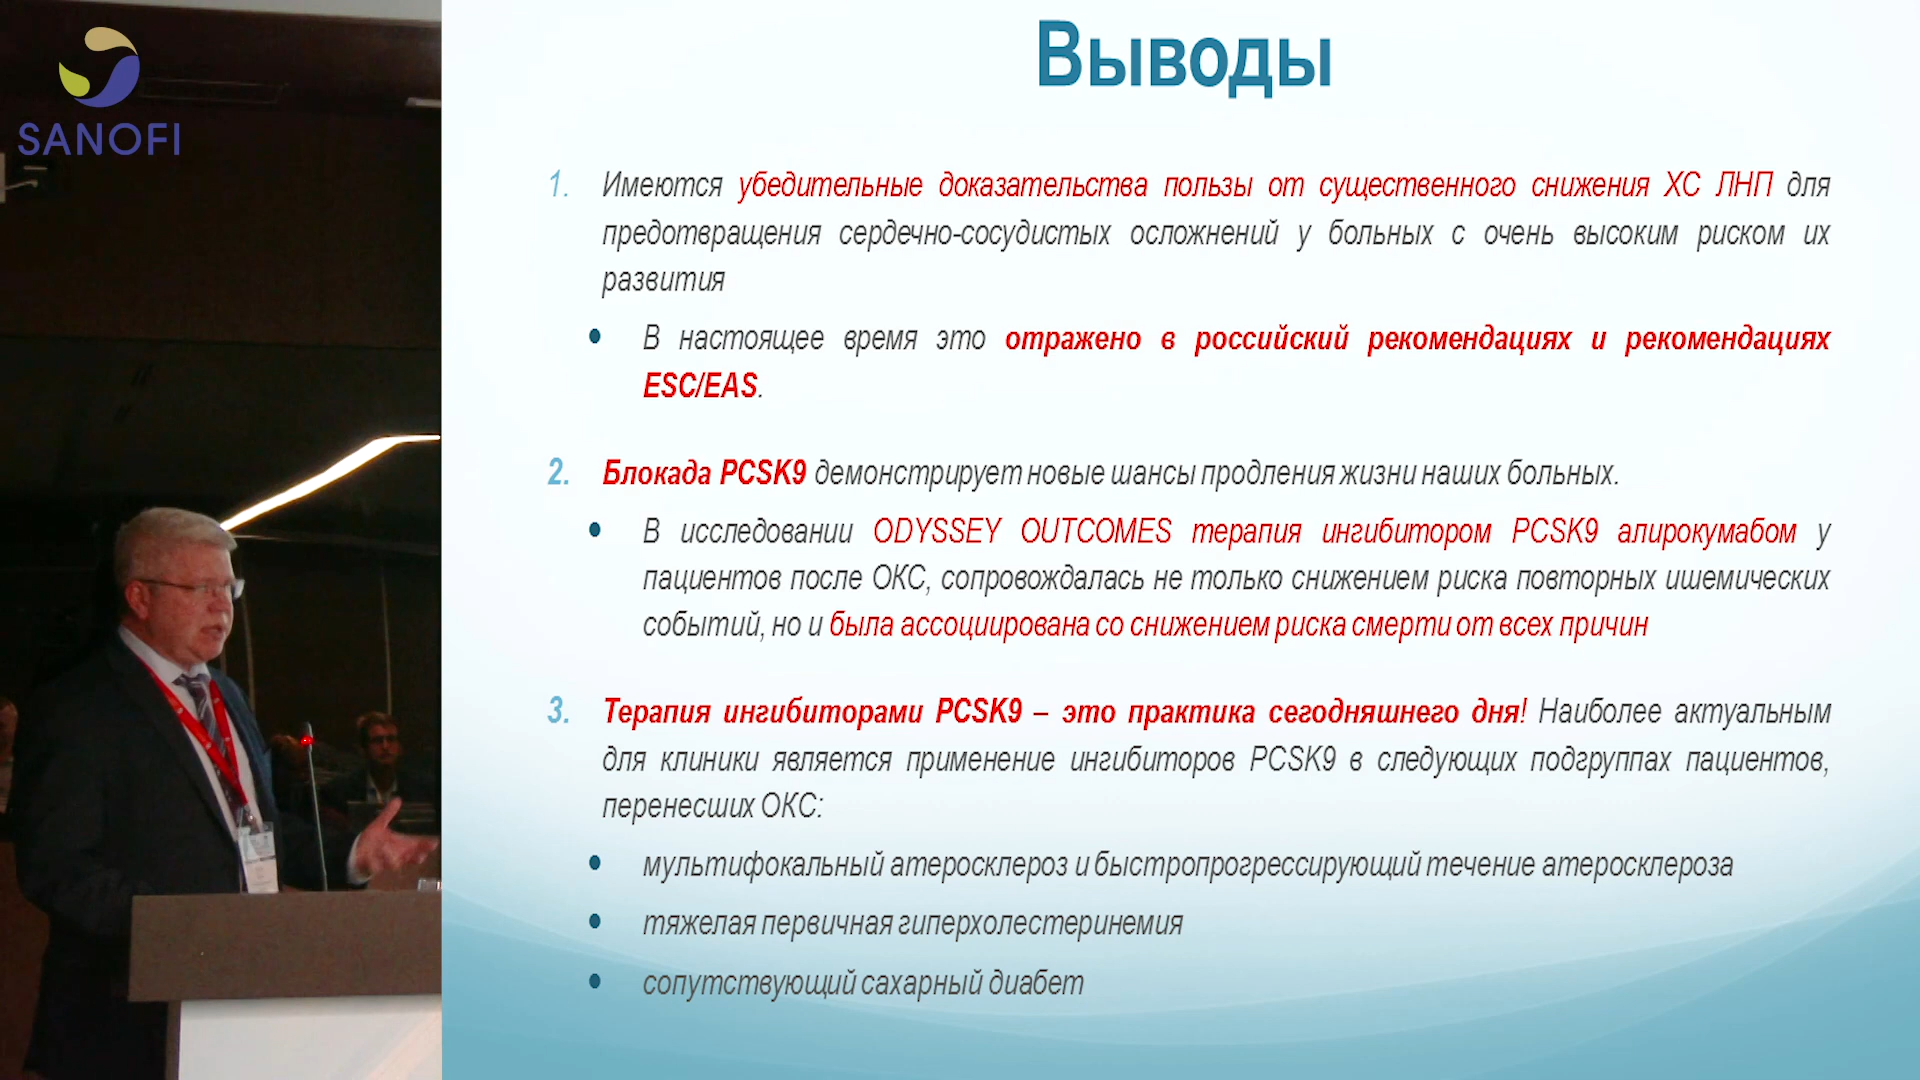 SANOFI
Выводы
1. Имеются убедительные доказательства пользы от существенного снижения ХС ЛНП для
предотвращения сердечно-сосудистых осложнений у больных с очень высоким риском их
развития
• В настоящее время это отражено в российский рекомендациях и рекомендациях
ESC/EAS.
2. Блокада PCSK9 демонстрирует новые шансы продления жизни наших больных.
• В исследовании ODYSSEY OUTCOMES терапия ингибитором PCSK9 алирокумабом у
пациентов после ОКС, сопровождалась не только снижением риска повторных ишемических
событий, но и была ассоциирована со снижением риска смерти от всех причин
3. Терапия ингибиторами PCSK9 – это практика сегодняшнего дня! Наиболее актуальным
для клиники является применение ингибиторов PCSK9 в следующих подгруппах пациентов,
перенесших ОКС:
• мультифокальный атеросклероз и быстропрогрессирующий течение атеросклероза
• тяжелая первичная гиперхолестеринемия
• сопутствующий сахарный диабет